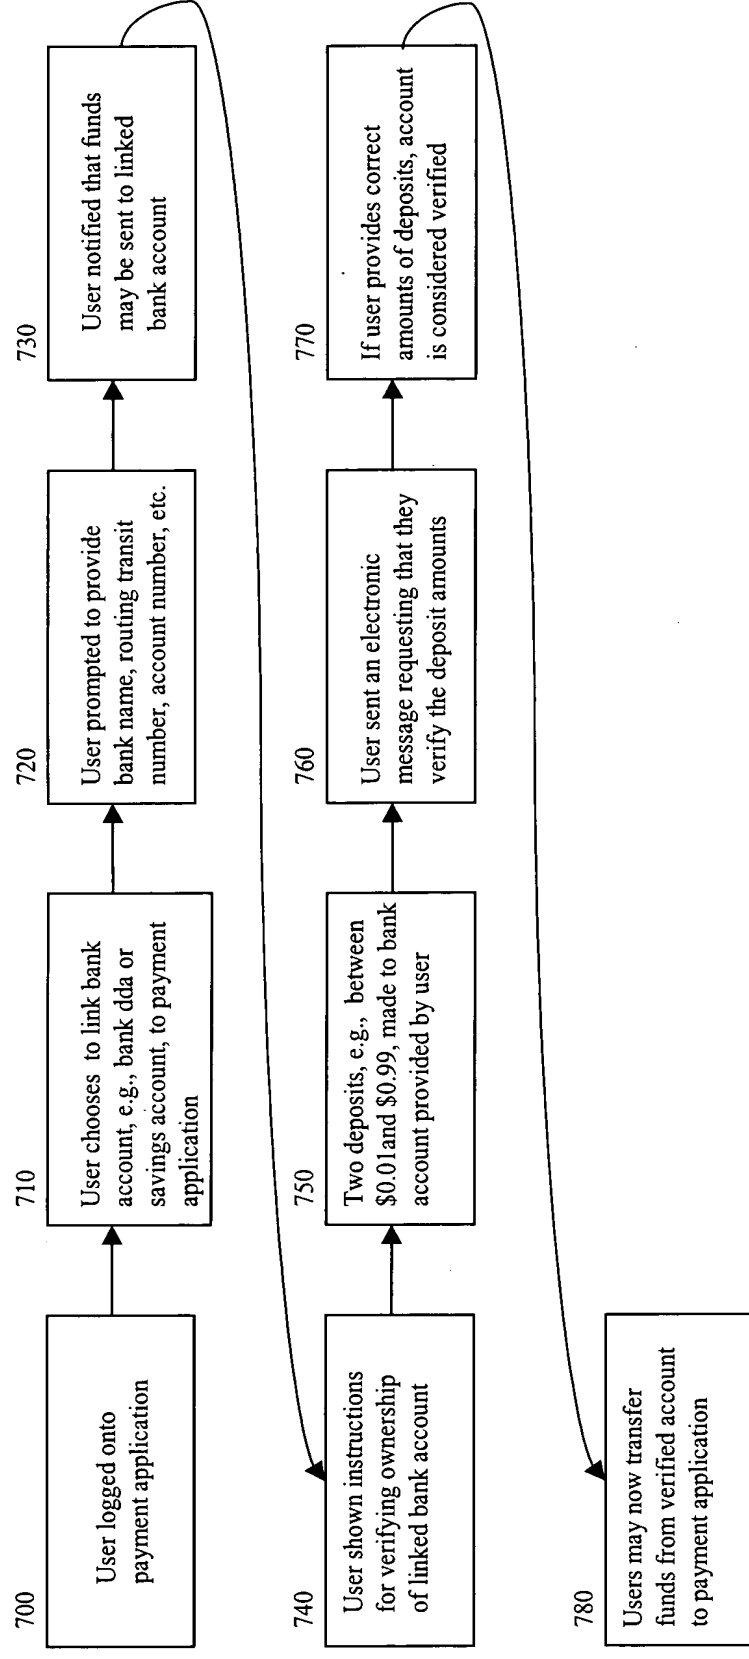 700
User logged onto
payment application
710
User chooses to link bank
account, e.g., bank dda or
savings account, to payment
application
720
User prompted to provide
bank name, routing transit
number, account number, etc.
730
User notified that funds
may be sent to linked
bank account
740
User shown instructions
for verifying ownership
of linked bank account
750
Two deposits, e.g., between
$0.01and $0.99, made to bank
account provided by user
760
User sent an electronic
message requesting that they
verify the deposit amounts
770
If user provides correct
amounts of deposits, account
is considered verified
780
Users may now transfer
funds from verified account
to payment application